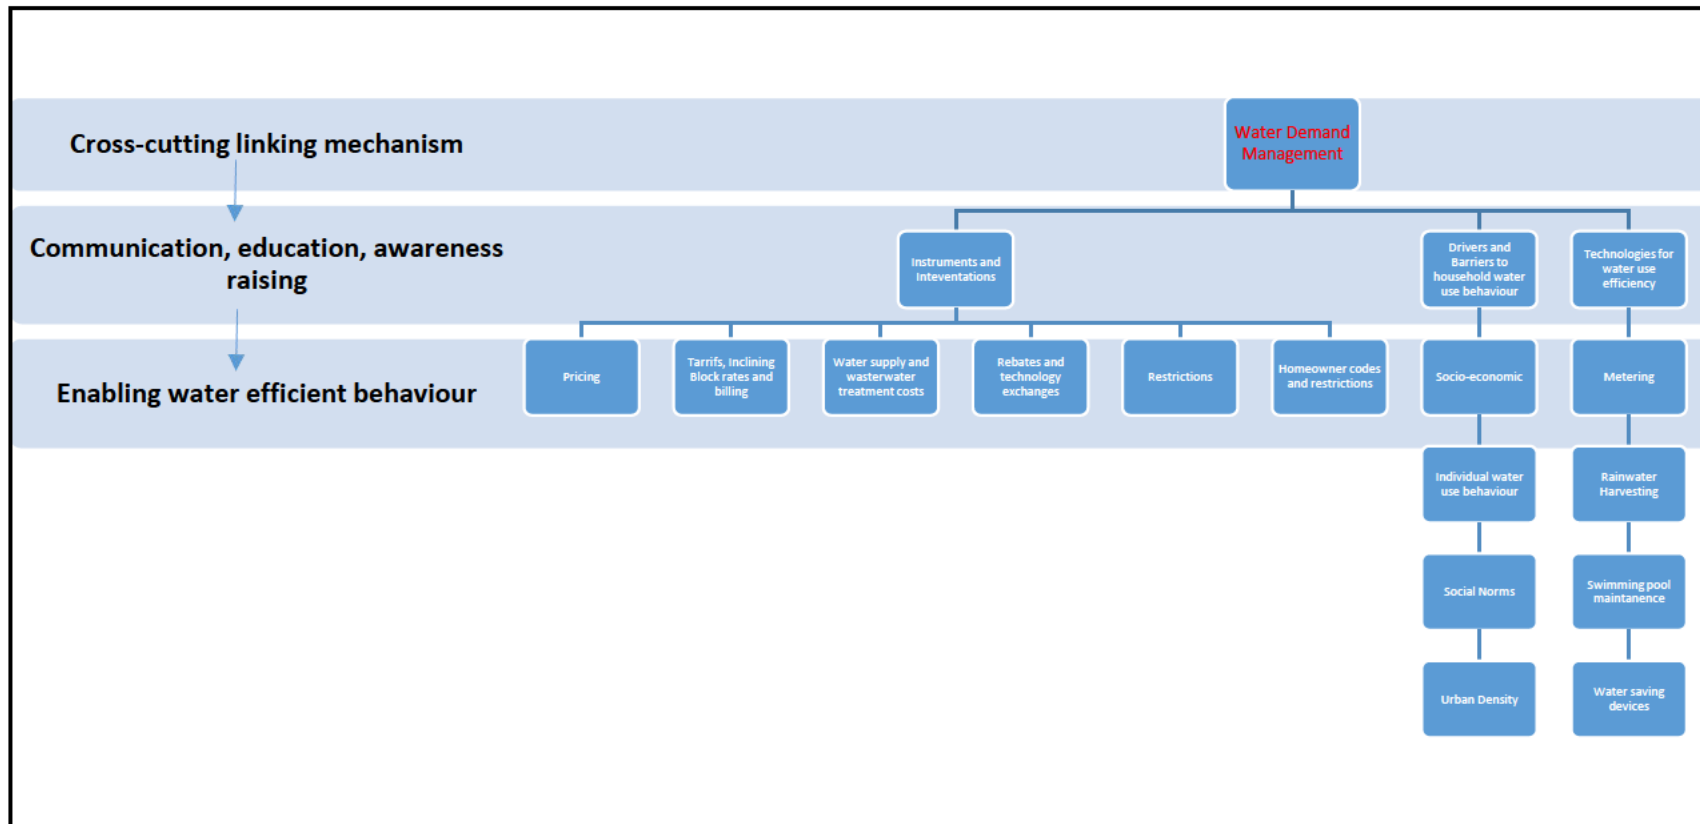 Cross-cutting linking mechanism
Water Demand
Management
Communication, education, awareness
raising
Instruments and
Inteventations
Drivers and
Barriers to
household water
use behaviour
Technologies for
water use
efficiency
Enabling water efficient behaviour
Pricing
Tarrifs, Inclining
Block rates and
billing
Water supply and
wasterwater
treatment costs
Rebates and
technology
exchanges
Restrictions
Homeowner codes
and restrictions
Socio-economic
Metering
Individual water
use behaviour
Rainwater
Harvesting
Social Norms
Swimming pool
maintanence
Urban Density
Water saving
devices